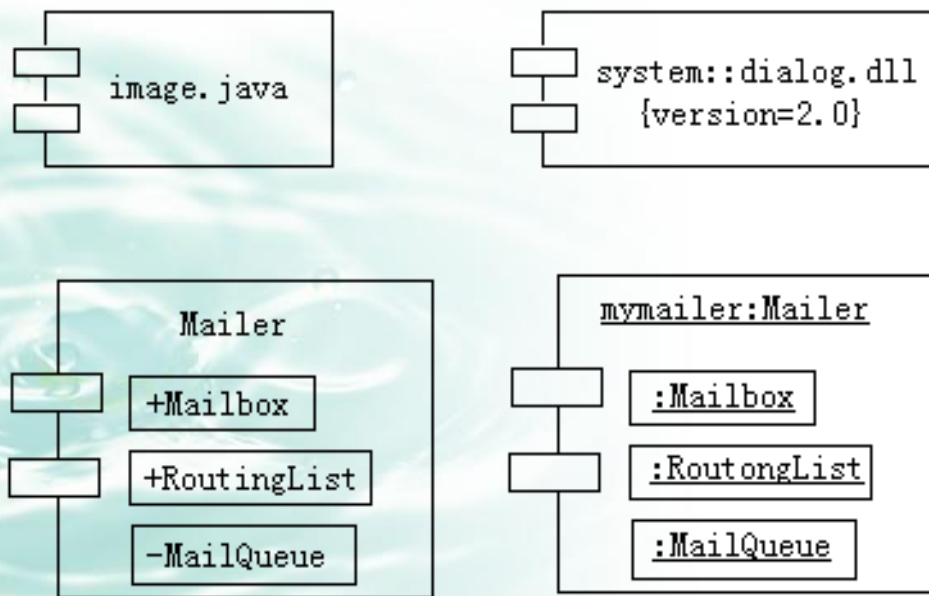 image.java
system::dialog.dll
{version=2.0}
Mailer
+Mailbox
+RoutingList
-MailQueue
mymailer:Mailer
:Mailbox
:RoutongList
:MailQueue